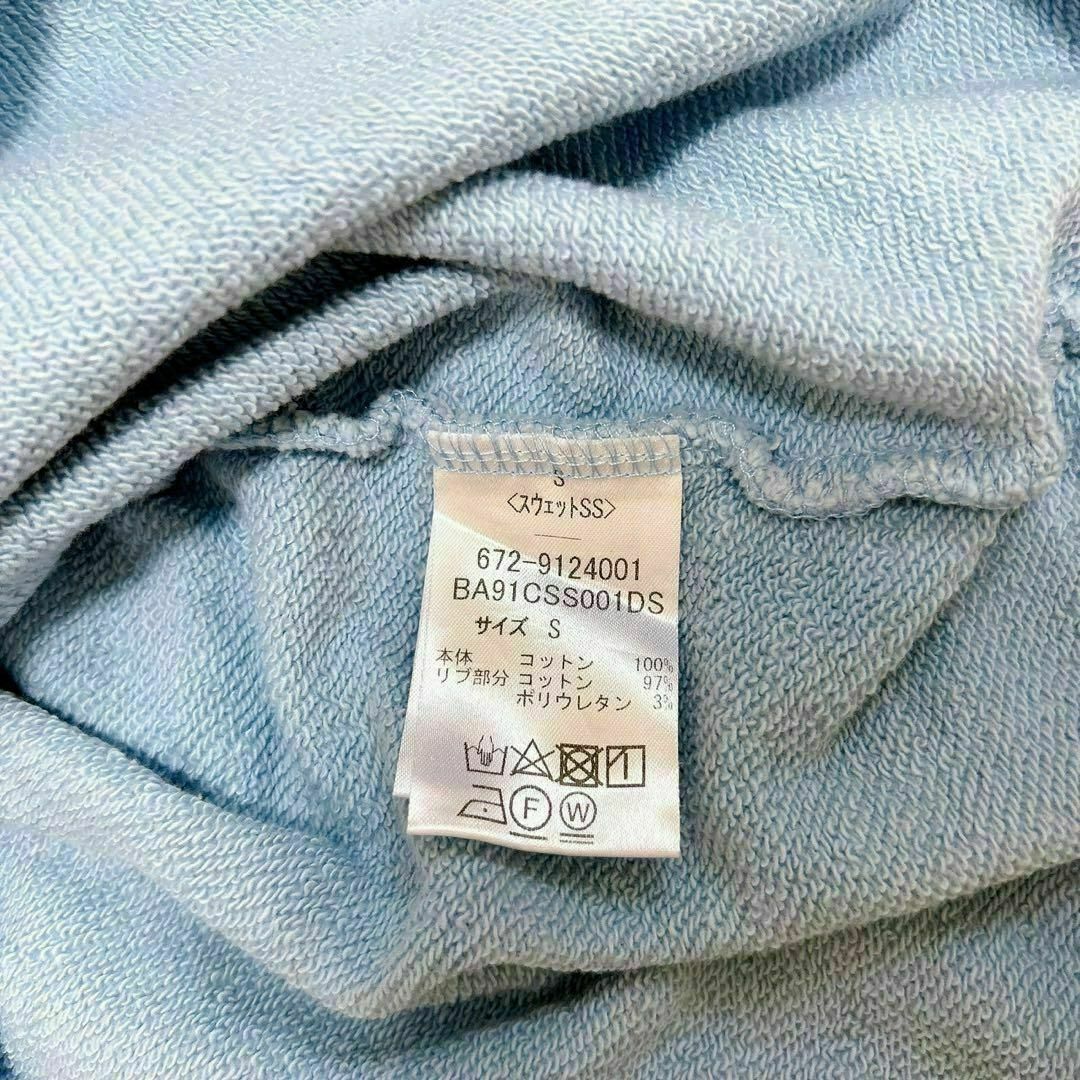 S
<スウェットSS>
672-9124001
BA91CSS001DS
サイズ S
本体 コットン 100%
リブ部分 コットン 97%
ポリウレタン 3%
F W